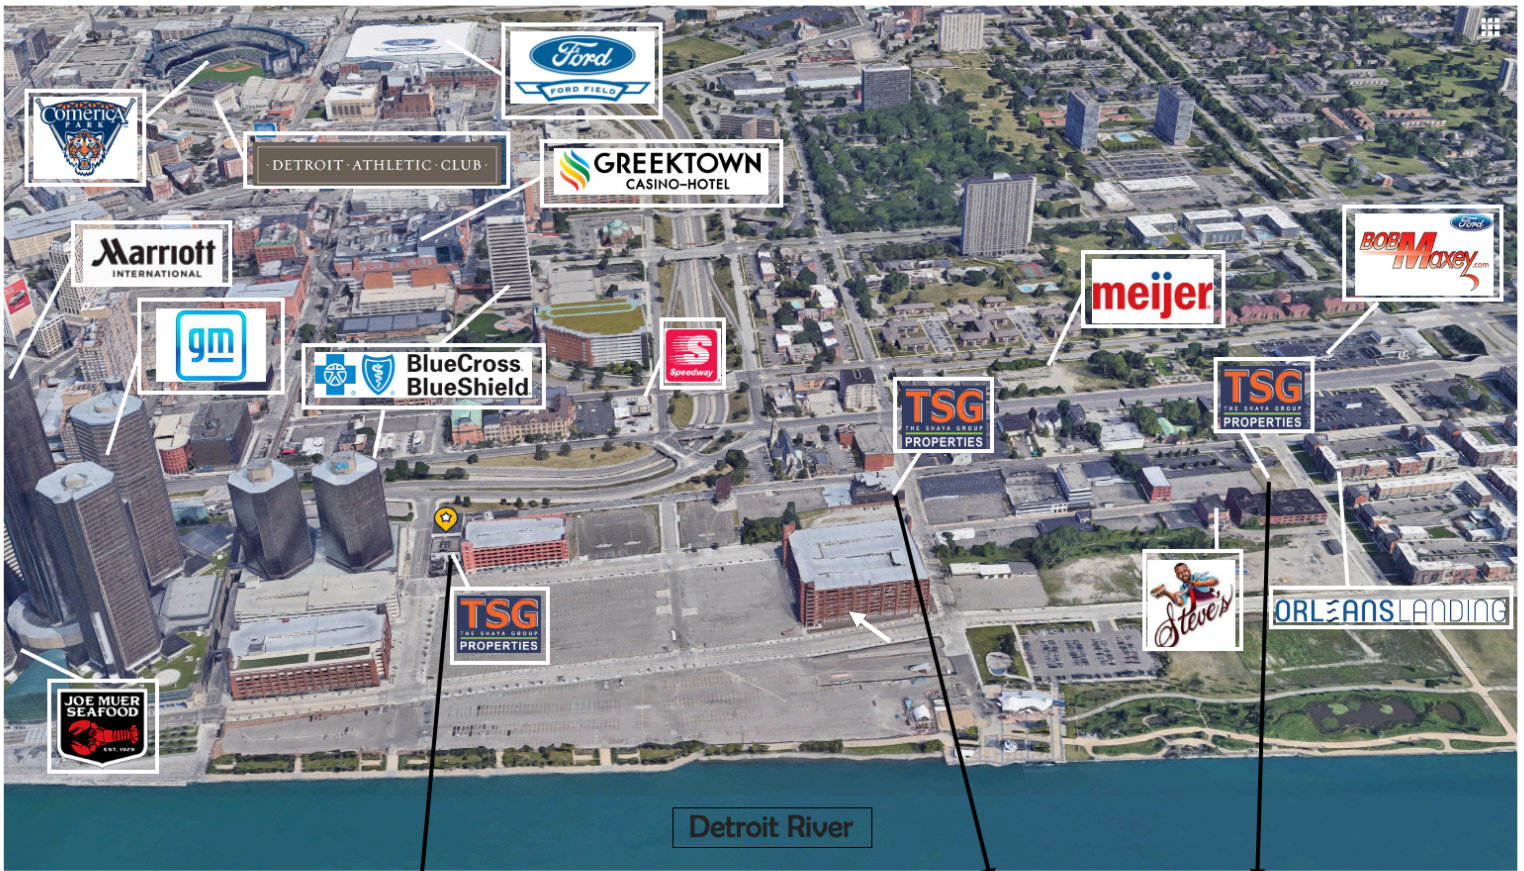 Ford
FORD FIELD
COMERICA
PARK
·DETROIT·ATHLETIC·CLUB·
GREEKTOWN
CASINO–HOTEL
Marriott
INTERNATIONAL
Ford
BOB
Maxey.com
meijer
gm
BlueCross
BlueShield
S
Speedway
TSG
THE SHAYA GROUP
PROPERTIES
TSG
THE SHAYA GROUP
PROPERTIES
TSG
THE SHAYA GROUP
PROPERTIES
Steve's
ORLEANS LANDING
JOE MUER
SEAFOOD
EST. 1929
Detroit River